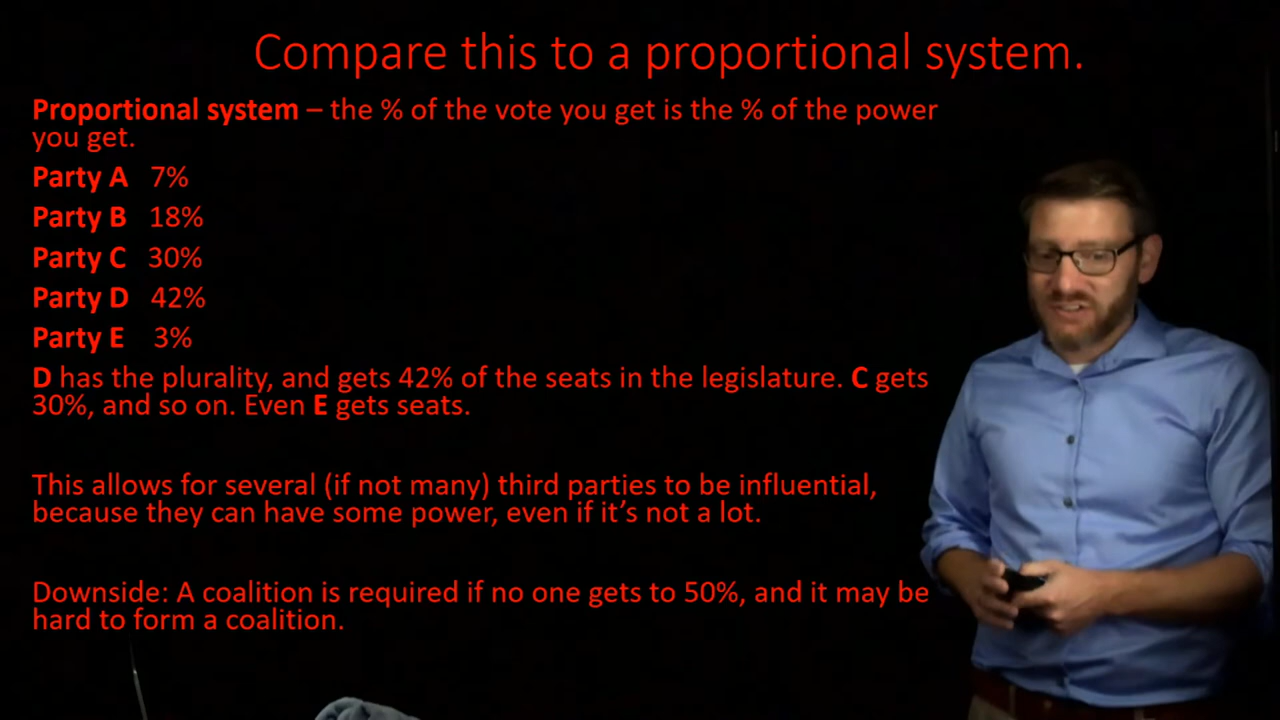 Compare this to a proportional system.
Proportional system – the % of the vote you get is the % of the power
you get.
Party A 7%
Party B 18%
Party C 30%
Party D 42%
Party E 3%
D has the plurality, and gets 42% of the seats in the legislature. C gets
30%, and so on. Even E gets seats.
This allows for several (if not many) third parties to be influential,
because they can have some power, even if it’s not a lot.
Downside: A coalition is required if no one gets to 50%, and it may be
hard to form a coalition.